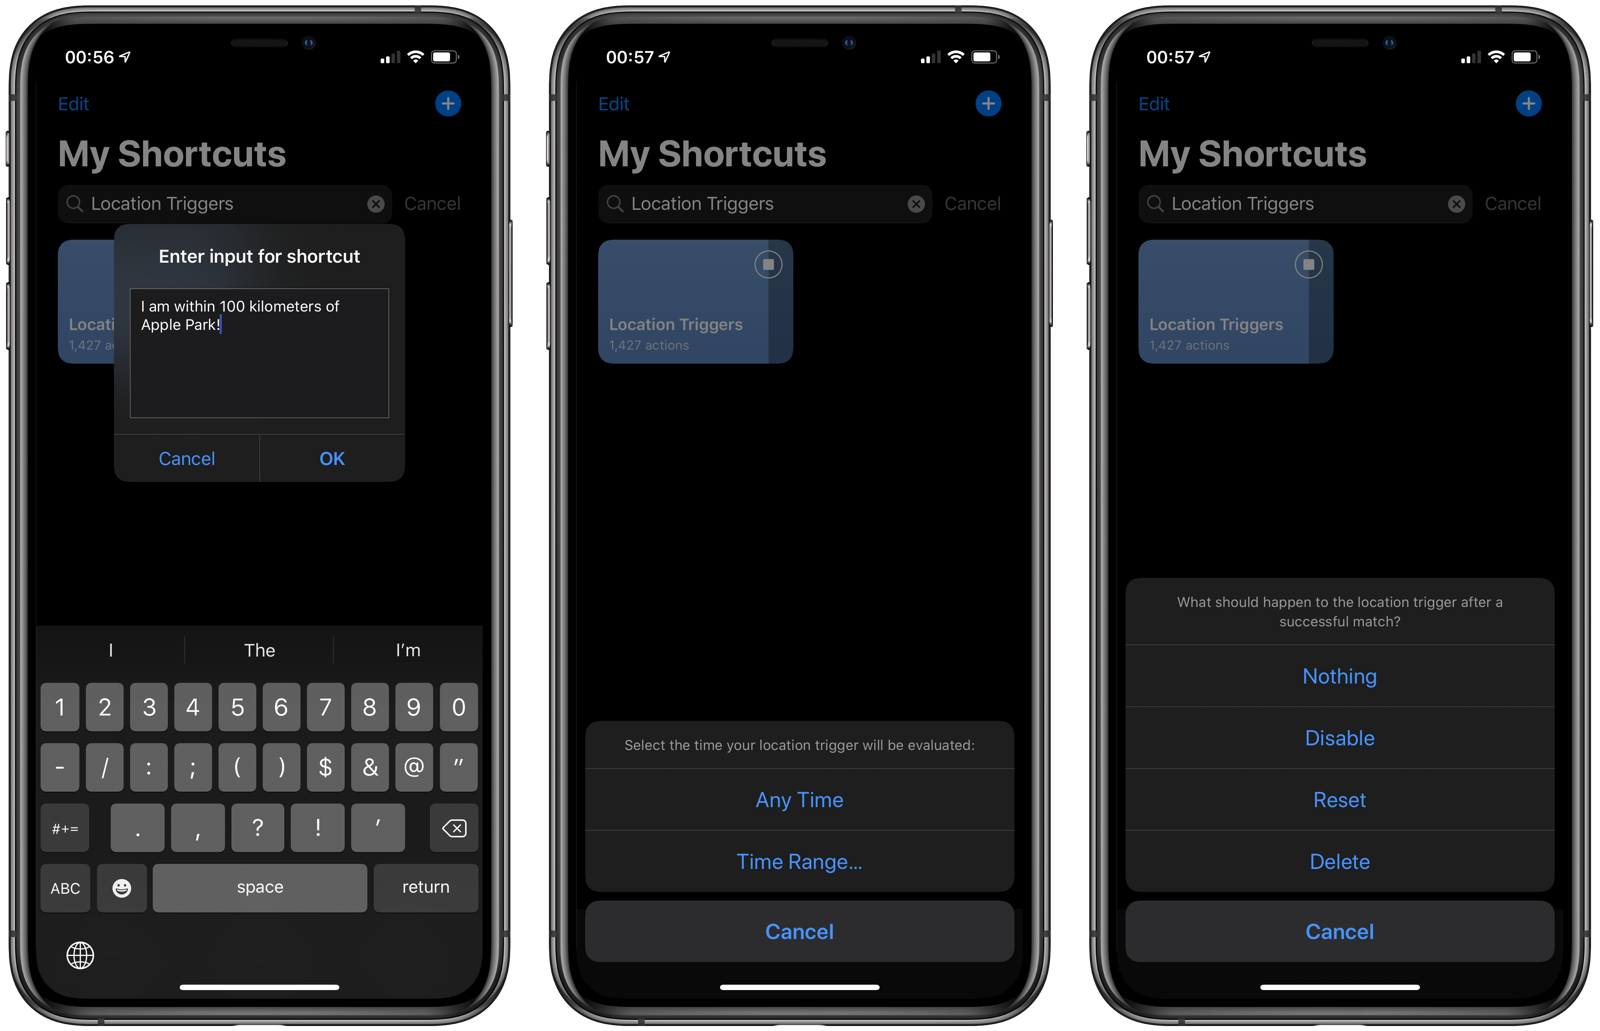 00:56
Edit
My Shortcuts
Location Triggers
Cancel
Locati
1,427 a
Enter input for shortcut
I am within 100 kilometers of
Apple Park!
Cancel
OK
I
The
I’m
1 2 3 4 5 6 7 8 9 0
- / : ; ( ) $ & @ ”
#+= . , ? ! ’
ABC
space
return
00:57
Edit
My Shortcuts
Location Triggers
Cancel
Location Triggers
1,427 actions
Select the time your location trigger will be evaluated:
Any Time
Time Range...
Cancel
00:57
Edit
My Shortcuts
Location Triggers
Cancel
Location Triggers
1,427 actions
What should happen to the location trigger after a
successful match?
Nothing
Disable
Reset
Delete
Cancel